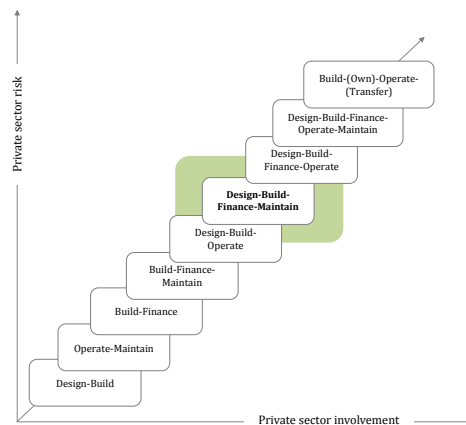 Private sector risk
Build-(Own)-Operate-
(Transfer)
Design-Build-Finance-
Operate-Maintain
Design-Build-
Finance-Operate
Design-Build-
Finance-Maintain
Design-Build-
Operate
Build-Finance-
Maintain
Build-Finance
Operate-Maintain
Design-Build
Private sector involvement